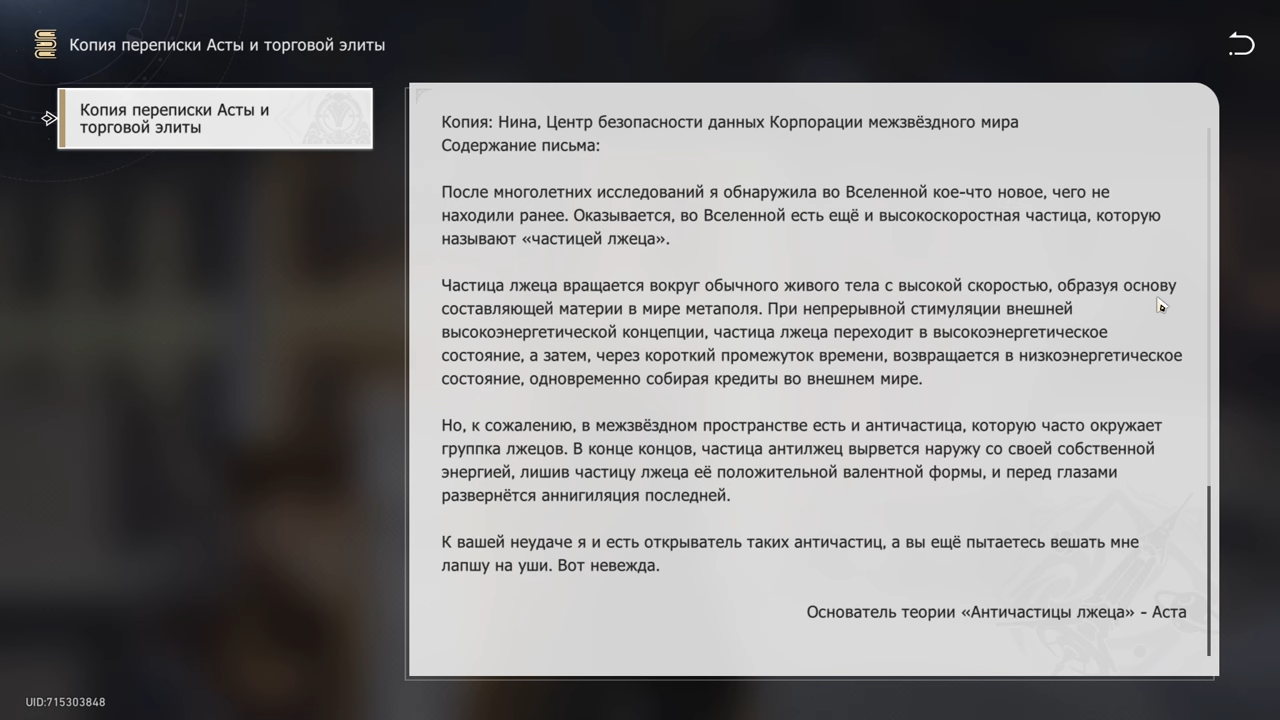 Копия переписки Асты и торговой элиты
Копия переписки Асты и
торговой элиты
Копия: Нина, Центр безопасности данных Корпорации межзвёздного мира
Содержание письма:
После многолетних исследований я обнаружила во Вселенной кое-что новое, чего не
находили ранее. Оказывается, во Вселенной есть ещё и высокоскоростная частица, которую
называют «частицей лжеца».
Частица лжеца вращается вокруг обычного живого тела с высокой скоростью, образуя основу
составляющей материи в мире метаполя. При непрерывной стимуляции внешней
высокоэнергетической концепции, частица лжеца переходит в высокоэнергетическое
состояние, а затем, через короткий промежуток времени, возвращается в низкоэнергетическое
состояние, одновременно собирая кредиты во внешнем мире.
Но, к сожалению, в межзвёздном пространстве есть и античастица, которую часто окружает
группка лжецов. В конце концов, частица антилжец вырвется наружу со своей собственной
энергией, лишив частицу лжеца её положительной валентной формы, и перед глазами
развернётся аннигиляция последней.
К вашей неудаче я и есть открыватель таких античастиц, а вы ещё пытаетесь вешать мне
лапшу на уши. Вот невежда.
Основатель теории «Античастицы лжеца» - Аста
UID:715303848